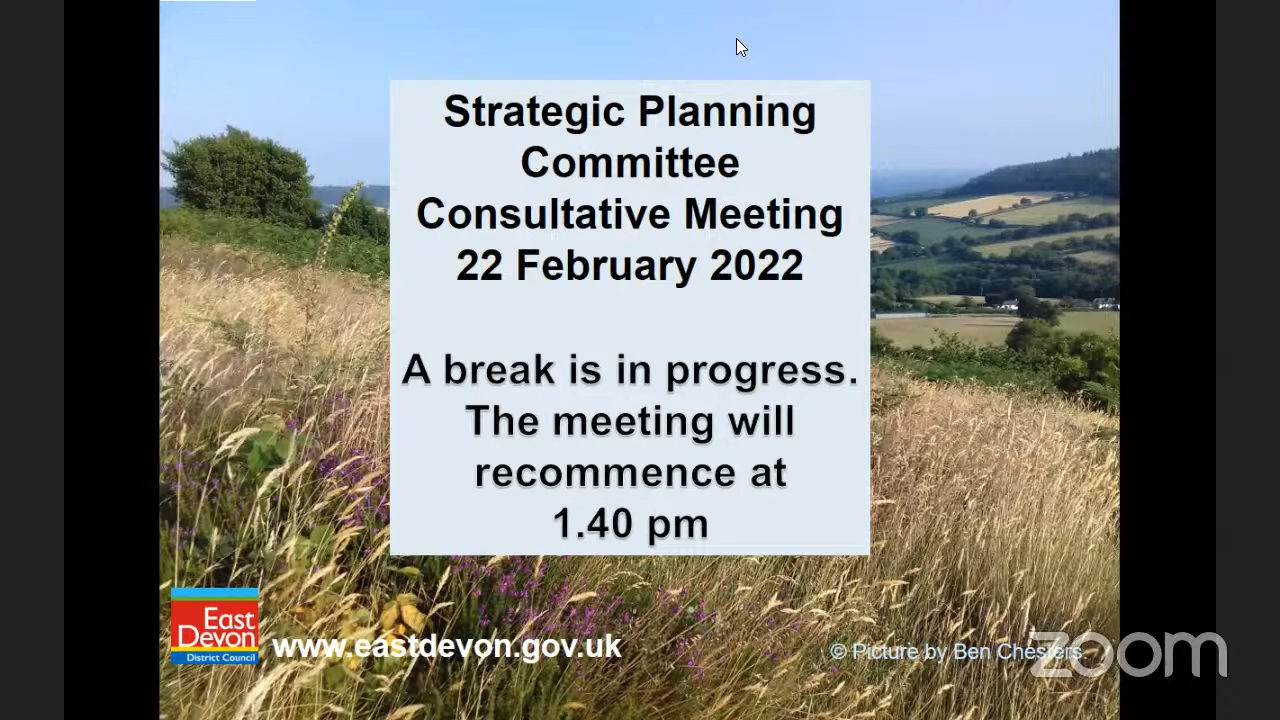 Strategic Planning
Committee
Consultative Meeting
22 February 2022
A break is in progress.
The meeting will
recommence at
1.40 pm
East
Devon
District Council
www.eastdevon.gov.uk
© Picture by Ben Chesters
zoom